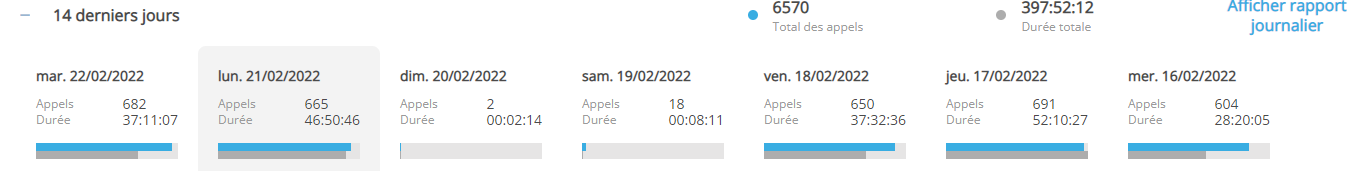 14 derniers jours
6570
Total des appels
397:52:12
Durée totale
Afficher rapport
journalier
mar. 22/02/2022
Appels 682
Durée 37:11:07
lun. 21/02/2022
Appels 665
Durée 46:50:46
dim. 20/02/2022
Appels 2
Durée 00:02:14
sam. 19/02/2022
Appels 18
Durée 00:08:11
ven. 18/02/2022
Appels 650
Durée 37:32:36
jeu. 17/02/2022
Appels 691
Durée 52:10:27
mer. 16/02/2022
Appels 604
Durée 28:20:05